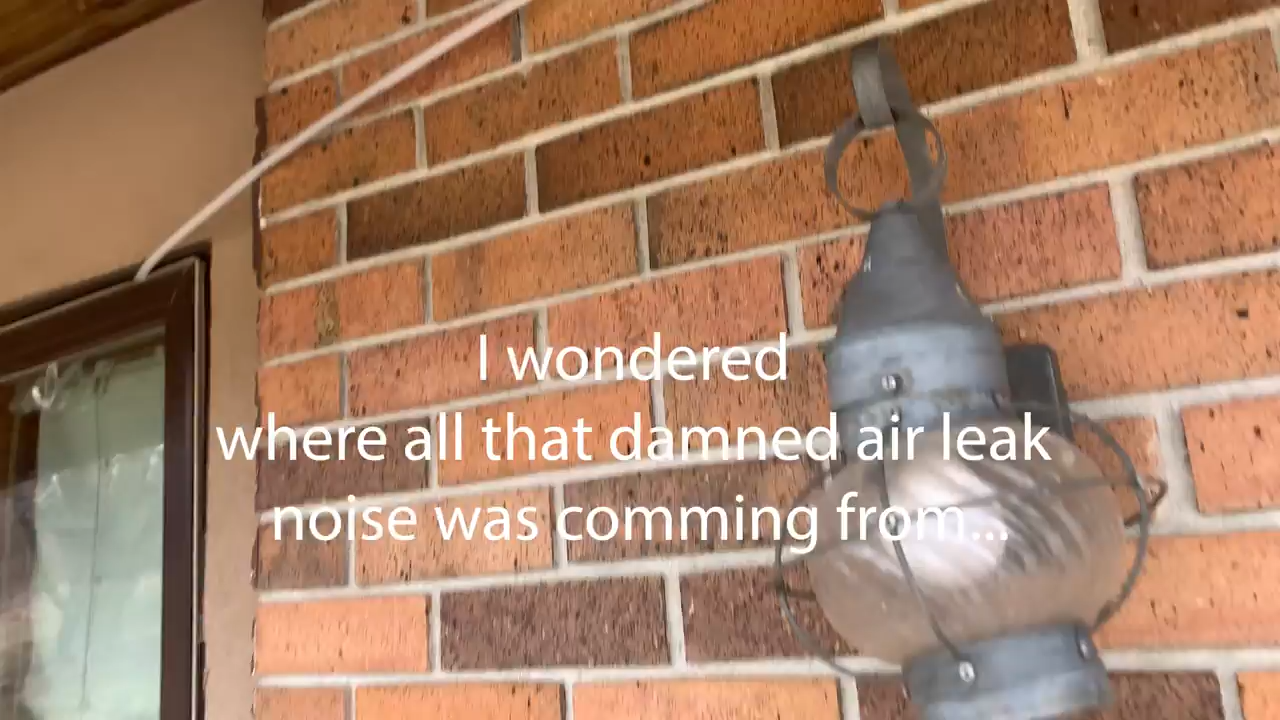 I wondered
where all that damned air leak
noise was comming from...